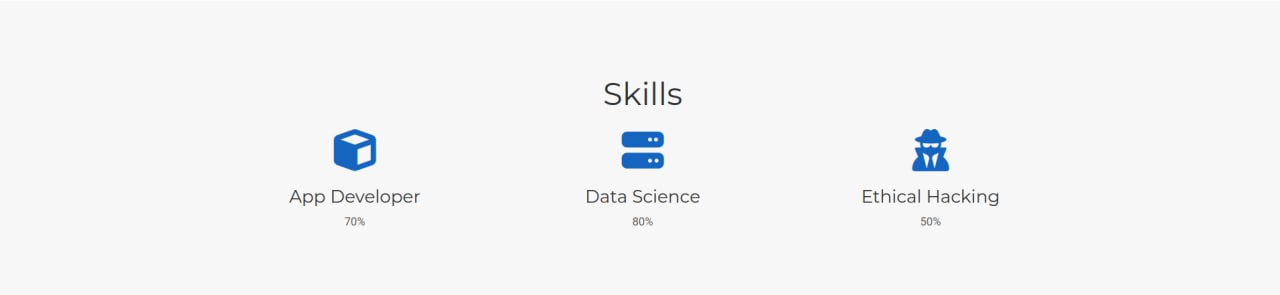 Skills
App Developer
Data Science
Ethical Hacking
70%
80%
50%